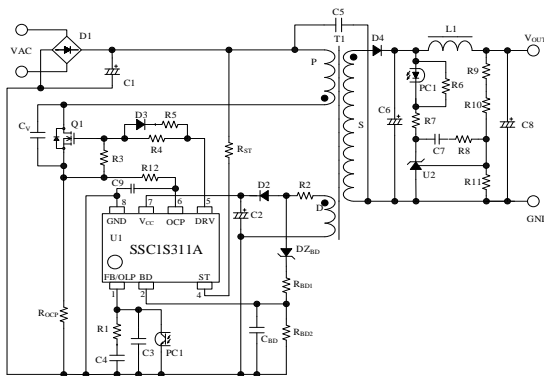 C5
D1
T1
D4
L1
VOUT
VAC
P
C1
PC1
R6
R9
R10
C6
S
C8
R7
C7
R8
U2
R11
GND
Q1
CV
D3
R5
R4
R3
R12
RST
C9
8
7
6
5
GND
VCC
OCP
DRV
U1
SSC1S311A
FB/OLP
BD
ST
1
2
4
C2
D2
R2
D
DZBD
RBD1
RBD2
CBD
ROCP
R1
C4
C3
PC1